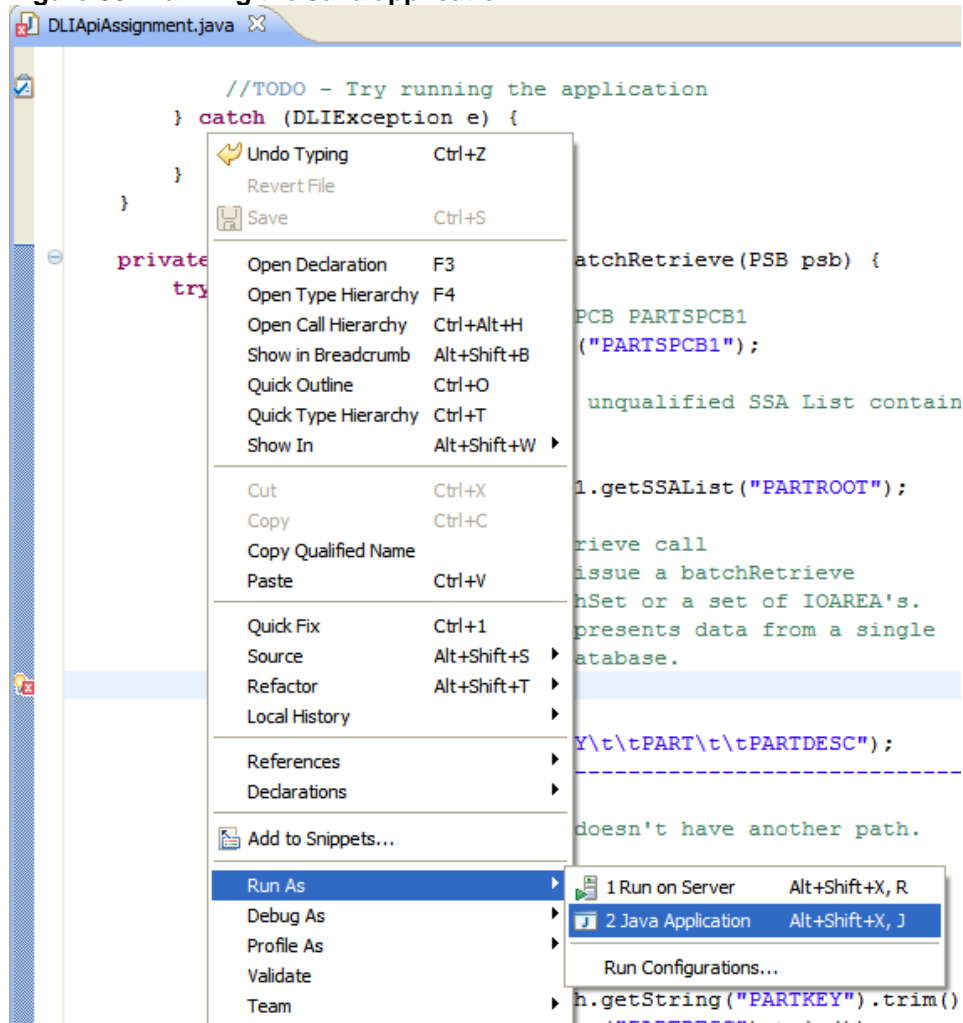 Running the Java application
DLIApiAssignment.java
//TODO - Try running the application
} catch (DLIException e) {
Undo Typing Ctrl+Z
}
Revert File
}
Save Ctrl+S
private atchRetrieve(PSB psb) {
Open Declaration F3
try
Open Type Hierarchy F4
PCB PARTSPCB1
Open Call Hierarchy Ctrl+Alt+H
("PARTSPCB1");
Show in Breadcrumb Alt+Shift+B
Quick Outline Ctrl+O
unqualified SSA List contain
Quick Type Hierarchy Ctrl+T
Show In Alt+Shift+W
Cut Ctrl+X
1.getSSAList("PARTROOT");
Copy Ctrl+C
Copy Qualified Name
rieve call
Paste Ctrl+V
issue a batchRetrieve
hSet or a set of IOAREA's.
Quick Fix Ctrl+1
presents data from a single
Source Alt+Shift+S
atabase.
Refactor Alt+Shift+T
Local History
Y\t\tPART\t\tPARTDESC");
References
-----------------------------
Declarations
Add to Snippets...
doesn't have another path.
Run As
1 Run on Server Alt+Shift+X, R
Debug As
2 Java Application Alt+Shift+X, J
Profile As
Run Configurations...
Validate
Team
h.getString("PARTKEY").trim()